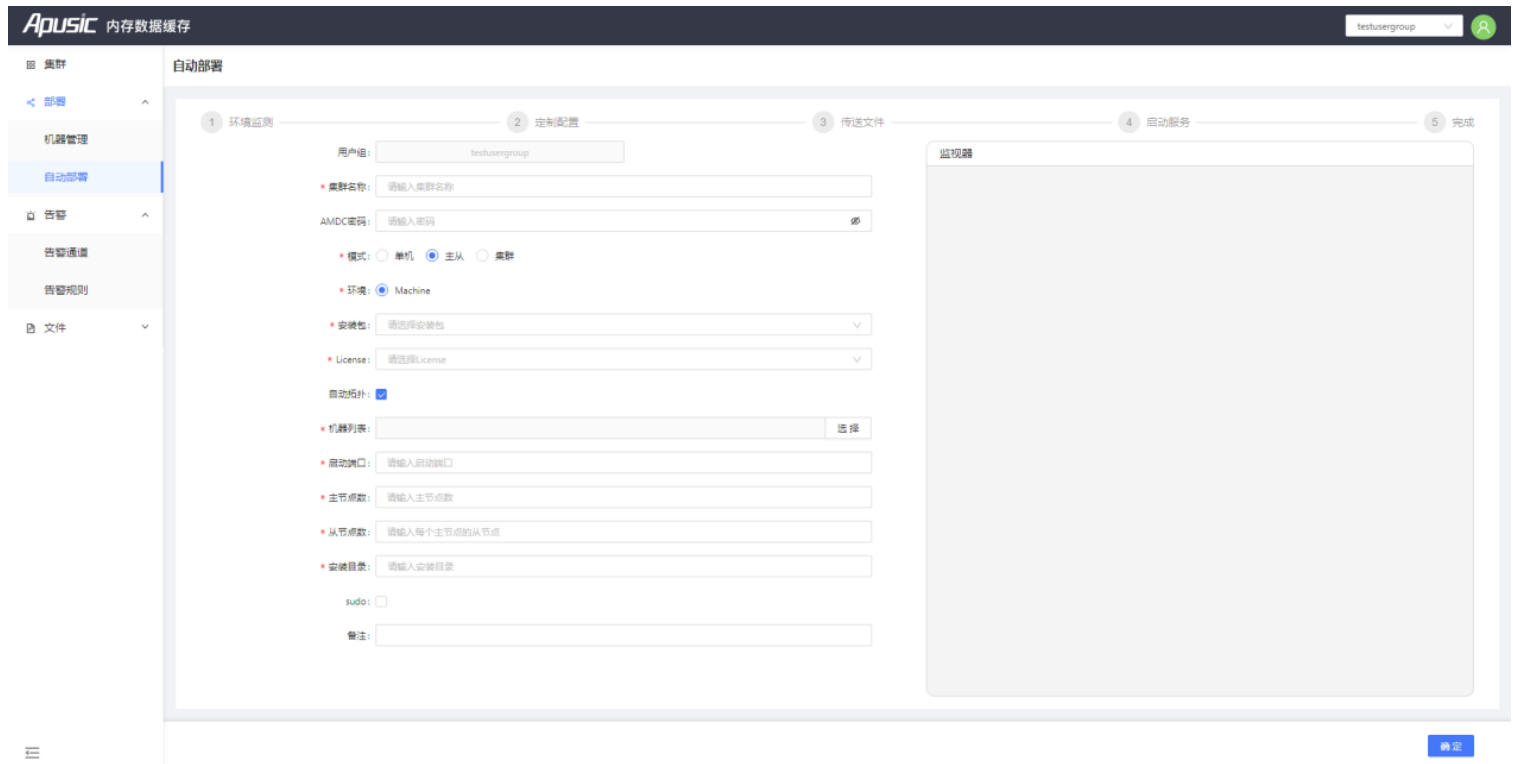 Apusic 内存数据缓存
testusergroup
集群
部署
机器管理
自动部署
告警
告警通道
告警规则
文件
自动部署
1 环境监测 2 定制配置 3 传送文件 4 启动服务 5 完成
用户组: testusergroup
* 集群名称: 请输入集群名称
AMDC密码: 请输入密码
* 模式: 单机 主从 集群
* 环境: Machine
* 安装包: 请选择安装包
* License: 请选择License
自动拓扑:
* 机器列表: 选 择
* 启动端口: 请输入启动端口
* 主节点数: 请输入主节点数
* 从节点数: 请输入每个主节点的从节点
* 安装目录: 请输入安装目录
sudo:
备注:
监视器
确 定